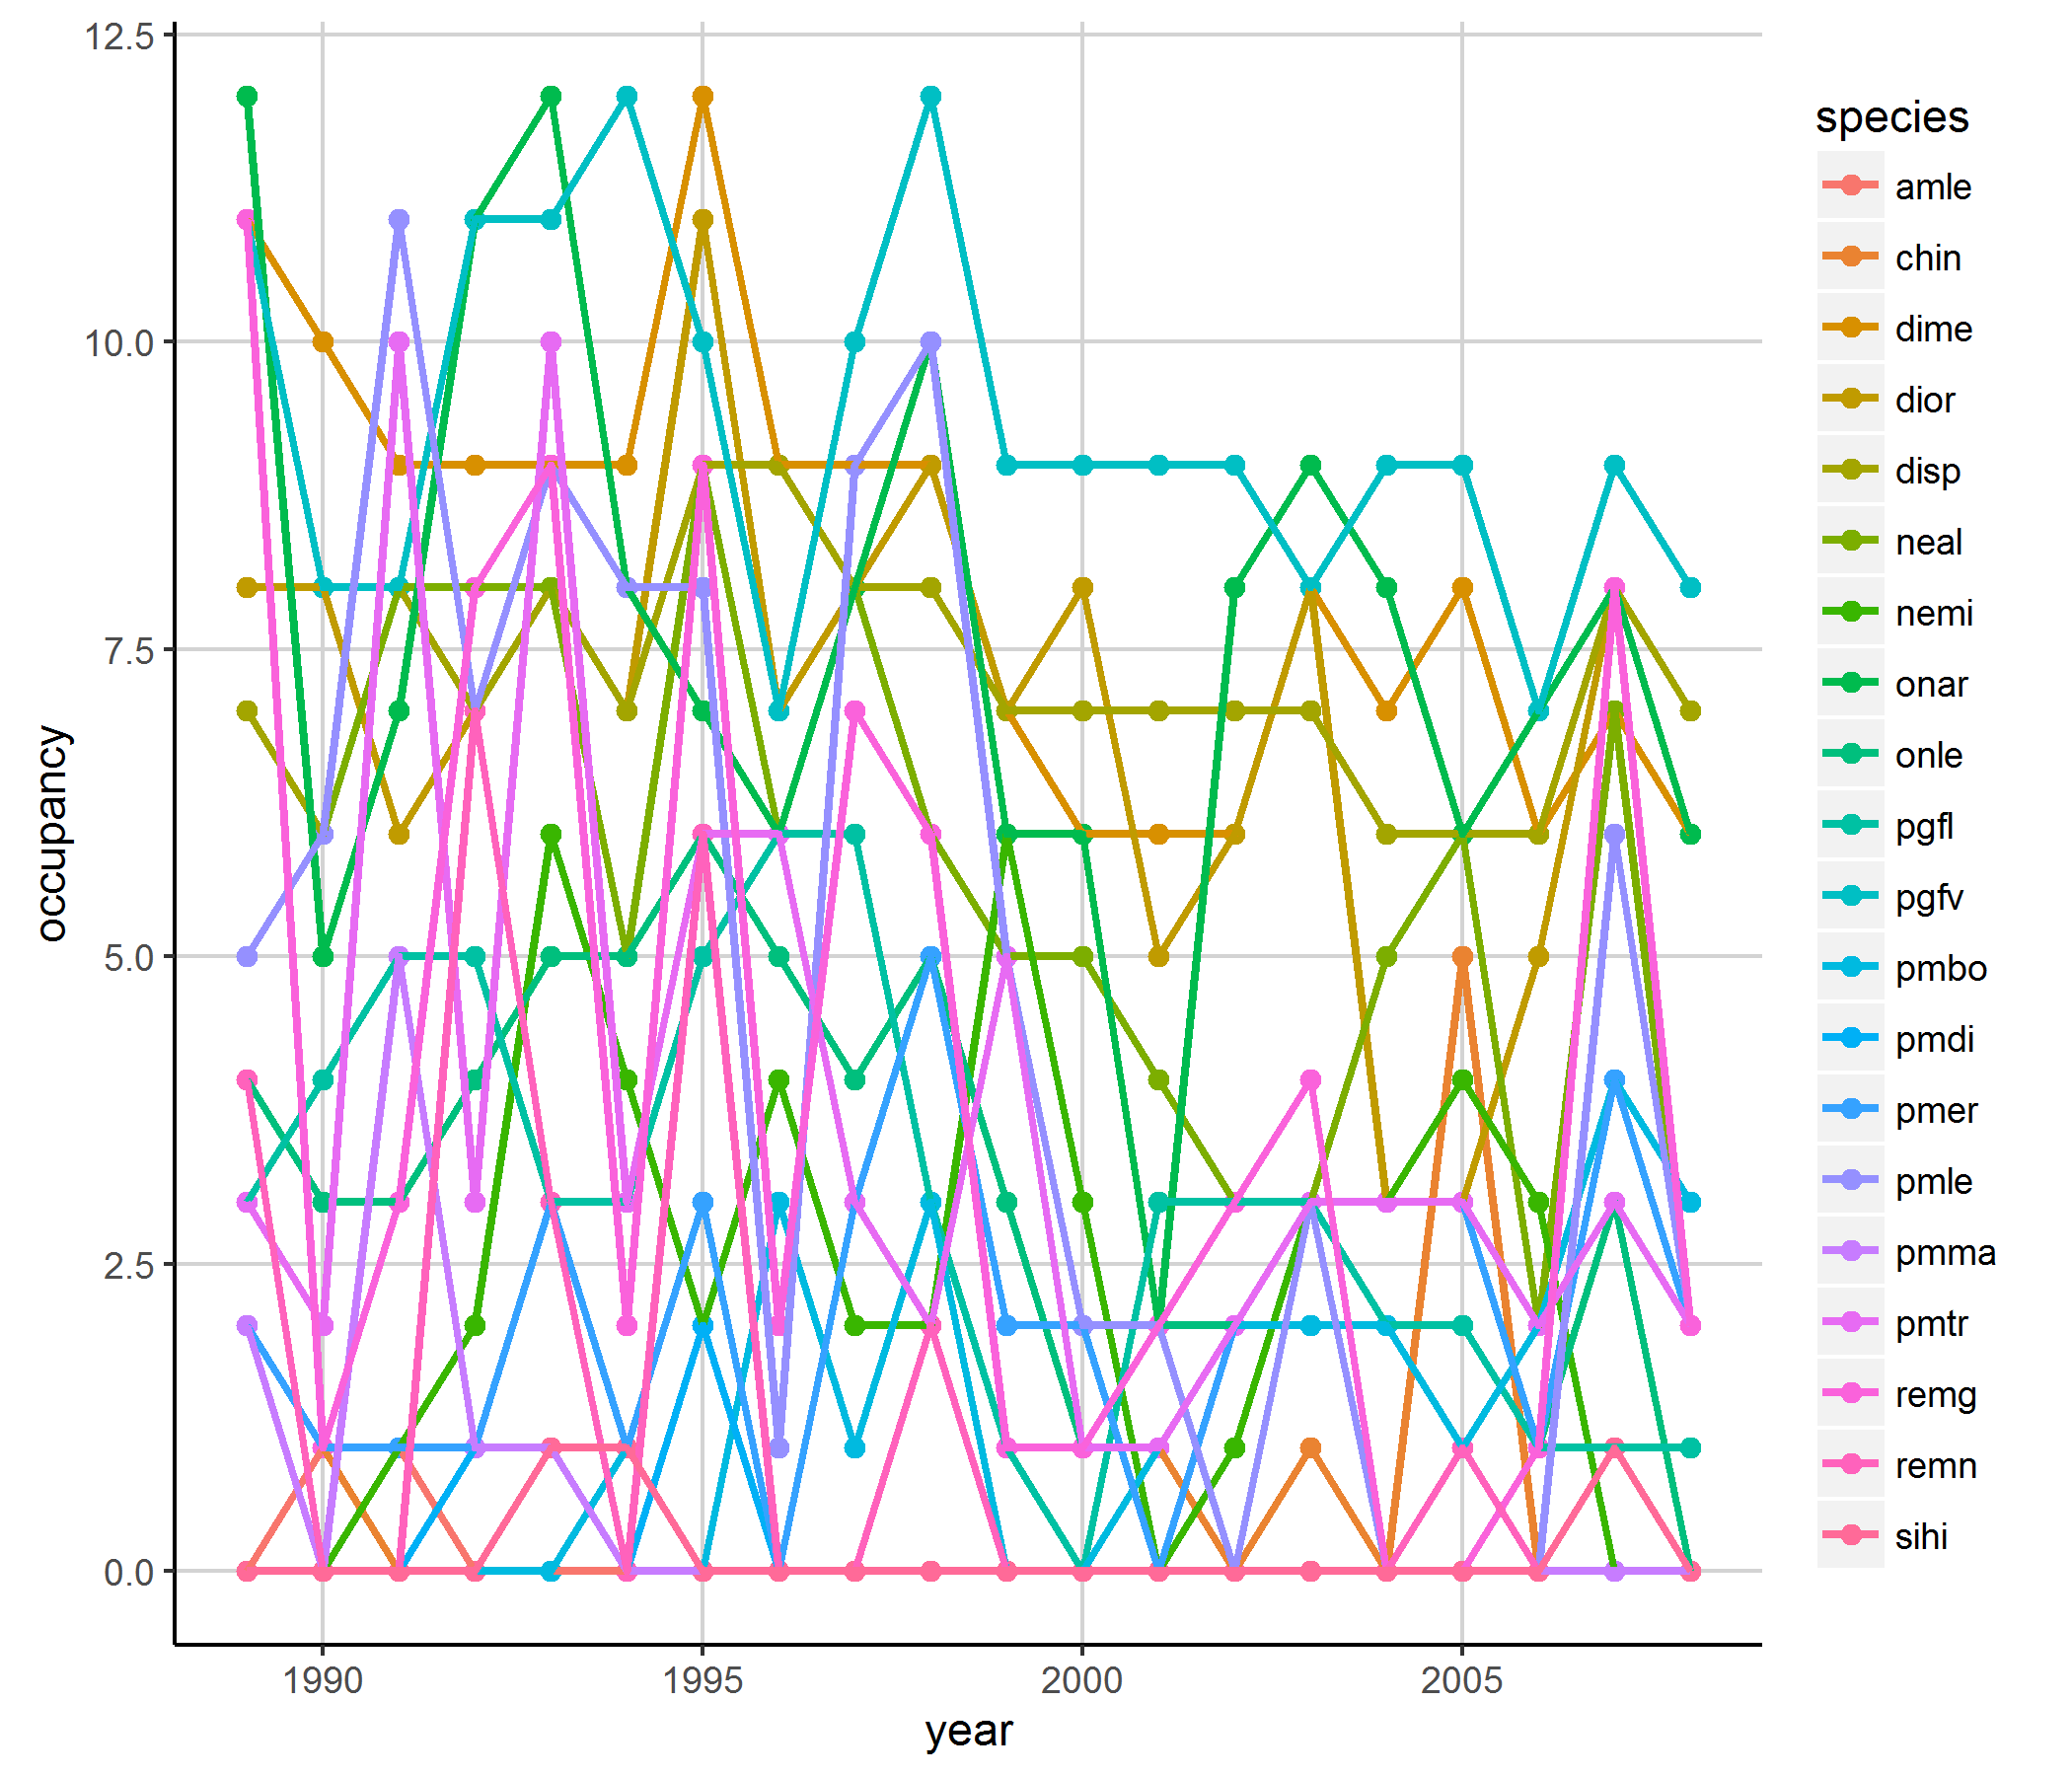 12.5
10.0
7.5
5.0
2.5
0.0
occupancy
1990 1995 2000 2005
year
species
amle
chin
dime
dior
disp
neal
nemi
onar
onle
pgfl
pgfv
pmbo
pmdi
pmer
pmle
pmma
pmtr
remg
remn
sihi